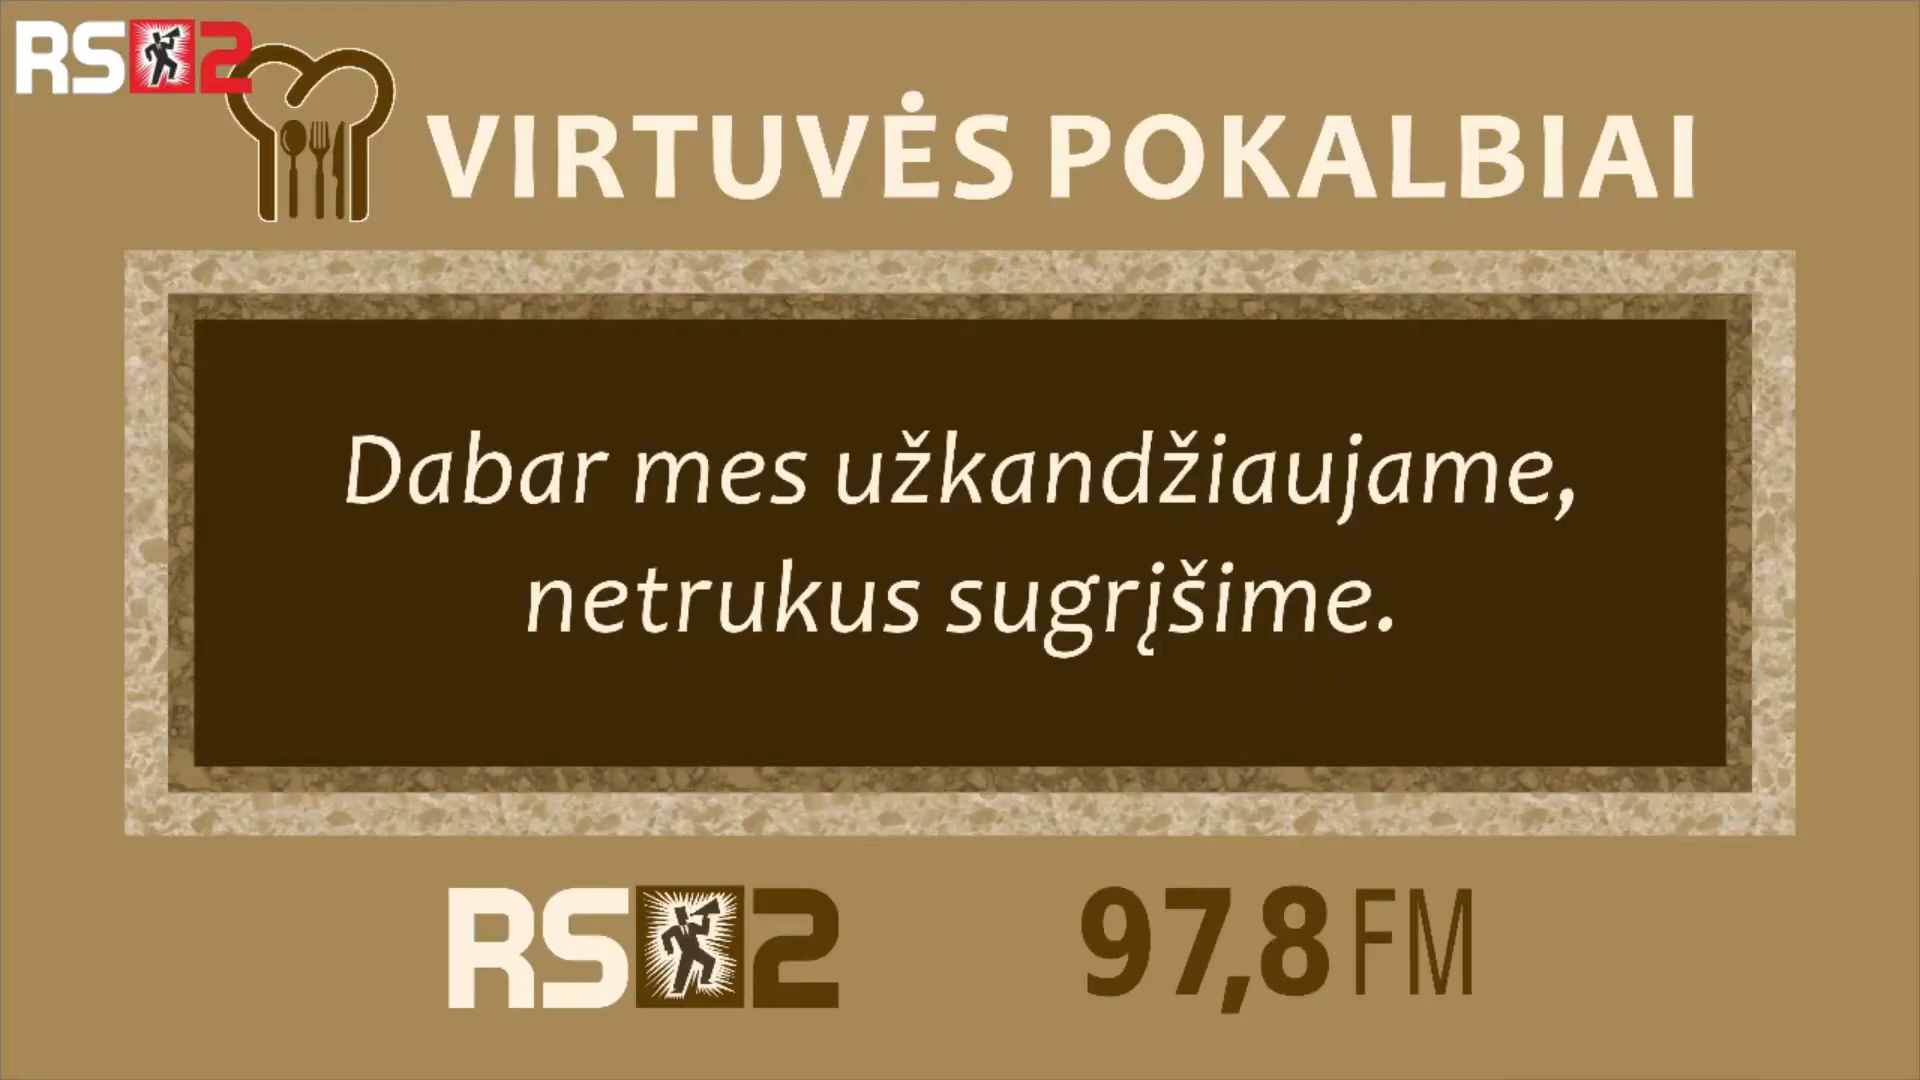 RS2
VIRTUVĖS POKALBIAI
Dabar mes užkandžiaujame,
netrukus sugrįšime.
RS2
97,8 FM